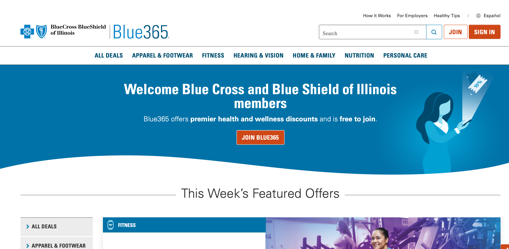 How It Works For Employers Healthy Tips Español
BlueCross BlueShield
of Illinois
Blue365
Search
JOIN
SIGN IN
ALL DEALS APPAREL & FOOTWEAR FITNESS HEARING & VISION HOME & FAMILY NUTRITION PERSONAL CARE
Welcome Blue Cross and Blue Shield of Illinois
members
Blue365 offers premier health and wellness discounts and is free to join.
JOIN BLUE365
This Week's Featured Offers
ALL DEALS
FITNESS
APPAREL & FOOTWEAR